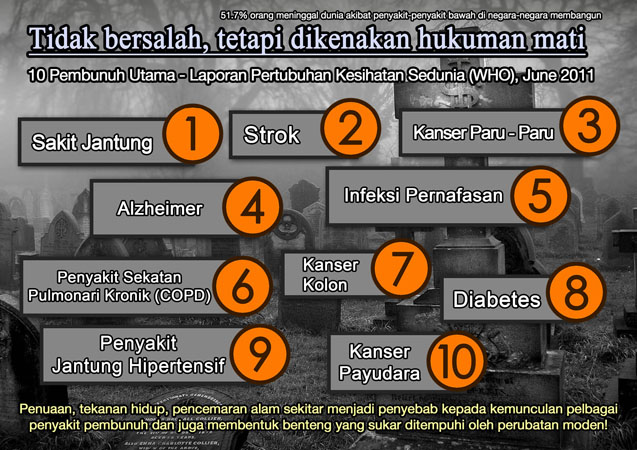 51.7% orang meninggal dunia akibat penyakit-penyakit bawah di negara-negara membangun
Tidak bersalah, tetapi dikenakan hukuman mati
10 Pembunuh Utama - Laporan Pertubuhan Kesihatan Sedunia (WHO), June 2011
Sakit Jantung 1
Strok 2
Kanser Paru - Paru 3
Alzheimer 4
Infeksi Pernafasan 5
Penyakit Sekatan
Pulmonari Kronik (COPD) 6
Kanser
Kolon 7
Diabetes 8
Penyakit
Jantung Hipertensif 9
Kanser
Payudara 10
Penuaan, tekanan hidup, pencemaran alam sekitar menjadi penyebab kepada kemunculan pelbagai
penyakit pembunuh dan juga membentuk benteng yang sukar ditempuhi oleh perubatan moden!